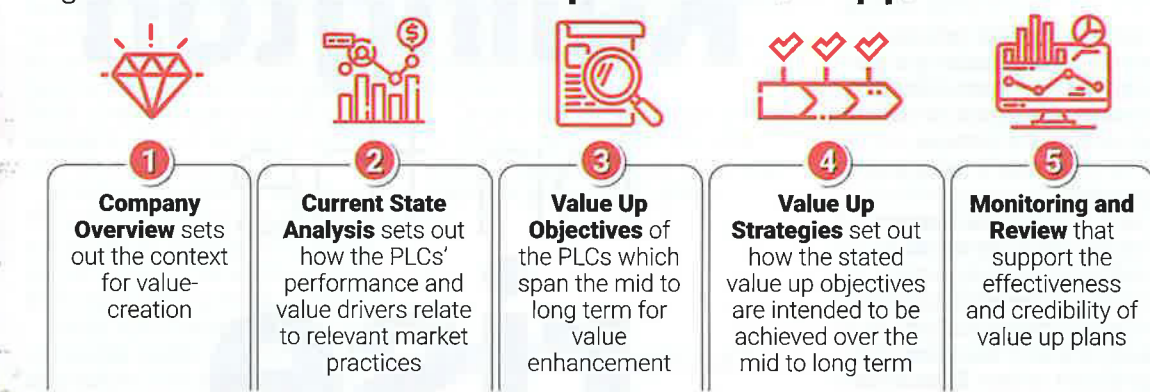 1
Company
Overview sets
out the context
for value-
creation
2
Current State
Analysis sets out
how the PLCs'
performance and
value drivers relate
to relevant market
practices
3
Value Up
Objectives of
the PLCs which
span the mid to
long term for
value
enhancement
4
Value Up
Strategies set out
how the stated
value up objectives
are intended to be
achieved over the
mid to long term
5
Monitoring and
Review that
support the
effectiveness
and credibility of
value up plans